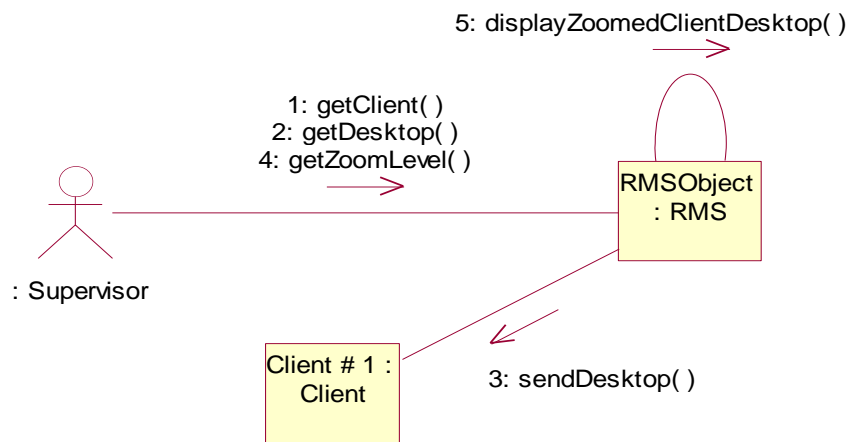 5: displayZoomedClientDesktop( )
1: getClient( )
2: getDesktop( )
4: getZoomLevel( )
RMSObject
: RMS
: Supervisor
Client # 1 :
Client
3: sendDesktop( )